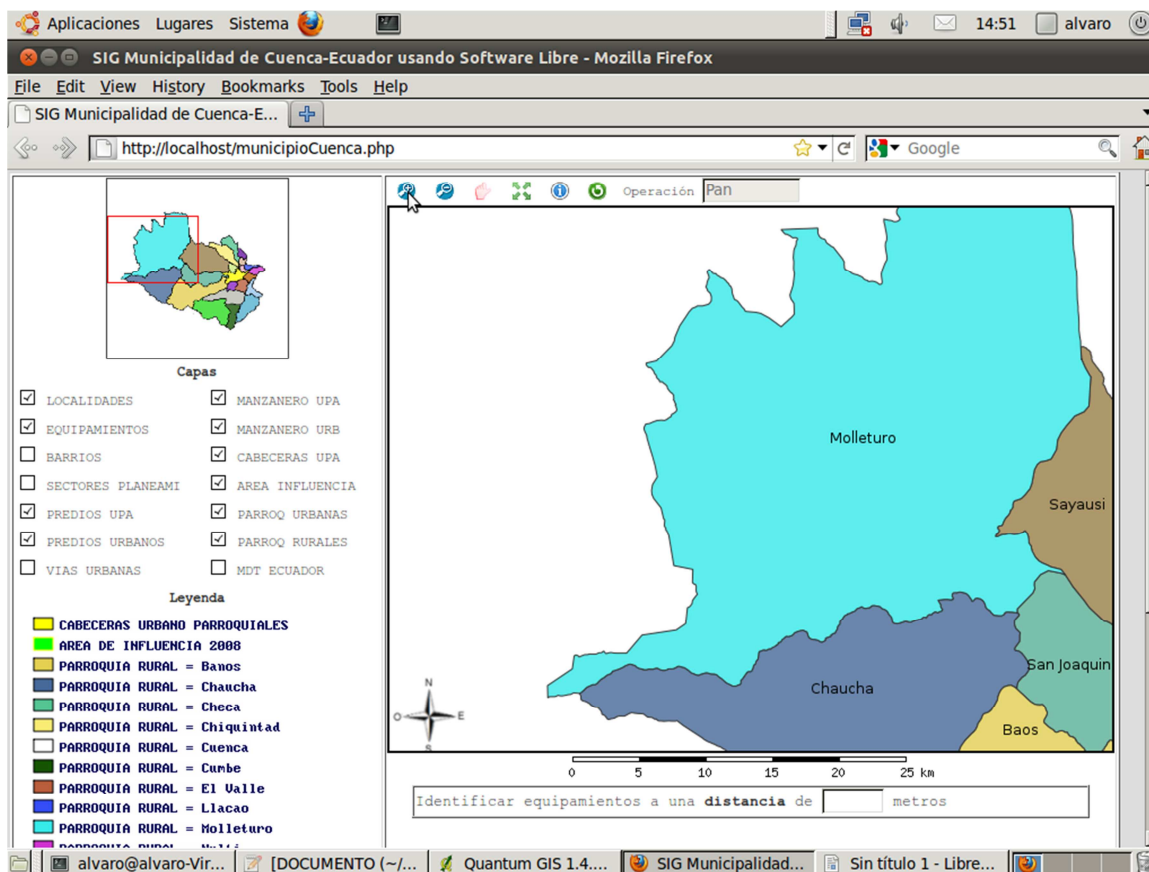 Aplicaciones Lugares Sistema 14:51 alvaro
SIG Municipalidad de Cuenca-Ecuador usando Software Libre - Mozilla Firefox
File Edit View History Bookmarks Tools Help
SIG Municipalidad de Cuenca-E...
http://localhost/municipioCuenca.php Google
Operación Pan
Capas
LOCALIDADES MANZANERO UPA
EQUIPAMIENTOS MANZANERO URB
BARRIOS CABECERAS UPA
SECTORES PLANEAMI AREA INFLUENCIA
PREDIOS UPA PARROQ URBANAS
PREDIOS URBANOS PARROQ RURALES
VIAS URBANAS MDT ECUADOR
Leyenda
CABECERAS URBANO PARROQUIALES
AREA DE INFLUENCIA 2008
PARROQUIA RURAL = Banos
PARROQUIA RURAL = Chaucha
PARROQUIA RURAL = Checa
PARROQUIA RURAL = Chiquintad
PARROQUIA RURAL = Cuenca
PARROQUIA RURAL = Cumbe
PARROQUIA RURAL = El Valle
PARROQUIA RURAL = Llacao
PARROQUIA RURAL = Molleturo
PARROQUIA RURAL =
Molleturo
Sayausi
San Joaquin
Chaucha
Baos
N
O E
S
0 5 10 15 20 25 km
Identificar equipamientos a una distancia de metros
alvaro@alvaro-Vir... [DOCUMENTO (~/... Quantum GIS 1.4.... SIG Municipalidad... Sin título 1 - Libre...